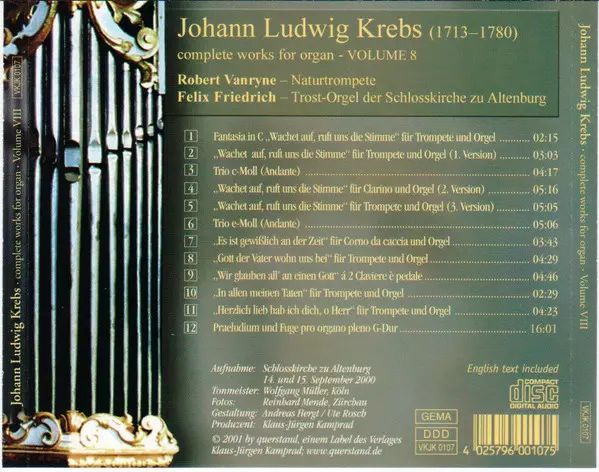 Johann Ludwig Krebs (1713–1780)
complete works for organ - VOLUME 8
Robert Vanryne – Naturtrompete
Felix Friedrich – Trost-Orgel der Schlosskirche zu Altenburg
1 Fantasia in C „Wachet auf, ruft uns die Stimme“ für Trompete und Orgel 02:15
2 „Wachet auf, ruft uns die Stimme“ für Trompete und Orgel (1. Version) 03:03
3 Trio c-Moll (Andante) 04:17
4 „Wachet auf, ruft uns die Stimme“ für Clarino und Orgel (2. Version) 05:16
5 „Wachet auf, ruft uns die Stimme“ für Trompete und Orgel (3. Version) 05:05
6 Trio e-Moll (Andante) 05:06
7 „Es ist gewißlich an der Zeit“ für Corno da caccia und Orgel 03:43
8 „Gott der Vater wohn uns bei“ für Trompete und Orgel 04:29
9 „Wir glauben all' an einen Gott“ á 2 Claviere è pedale 04:46
10 „In allen meinen Taten“ für Trompete und Orgel 02:29
11 „Herzlich lieb hab ich dich, o Herr“ für Trompete und Orgel 04:23
12 Praeludium und Fuge pro organo pleno G-Dur 16:01
Aufnahme: Schlosskirche zu Altenburg
14. und 15. September 2000
Tonmeister: Wolfgang Müller, Köln
Fotos: Reinhard Mende, Zürchau
Gestaltung: Andreas Hergt / Ute Rosch
Produzent: Klaus-Jürgen Kamprad
© 2001 by querstand, einem Label des Verlages
Klaus-Jürgen Kamprad; www.querstand.de
English text included
COMPACT
disc
DIGITAL AUDIO
GEMA
DDD
VKJK 0107
4 025796 001075
Johann Ludwig Krebs · complete works for organ · Volume VIII VKJK 0107
Johann Ludwig Krebs · complete works for organ · Volume VIII VKJK 0107